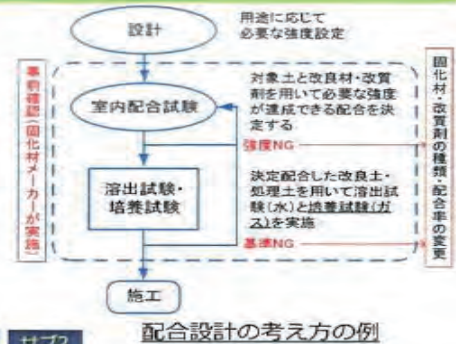 設計
用途に応じて
必要な強度設定
事前確認(固化材メーカーが実施)
室内配合試験
対象土と改良材・改質
剤を用いて必要な強度
が達成できる配合を決
定する
強度NG
固化材・改質剤の種類・配合率の変更
溶出試験・
培養試験
決定配合した改良土・
処理土を用いて溶出試
験(水)と培養試験(ガ
ス)を実施
基準NG
施工
配合設計の考え方の例
サブ2